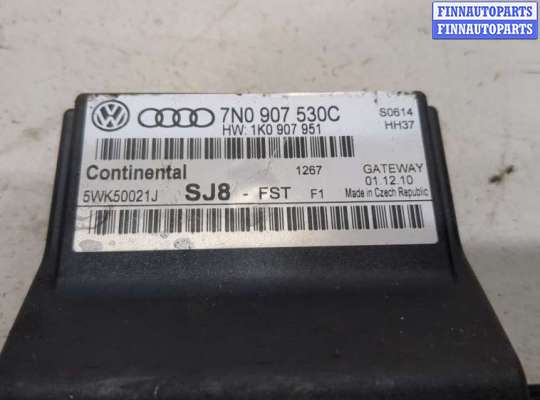 FINNAUTOPARTS
FINNAUTOPARTS
7N0 907 530C
HW: 1K0 907 951
S0614
HH37
Continental
1267
GATEWAY
01.12.10
5WK50021J
SJ8 - FST F1
Made in Czech Republic